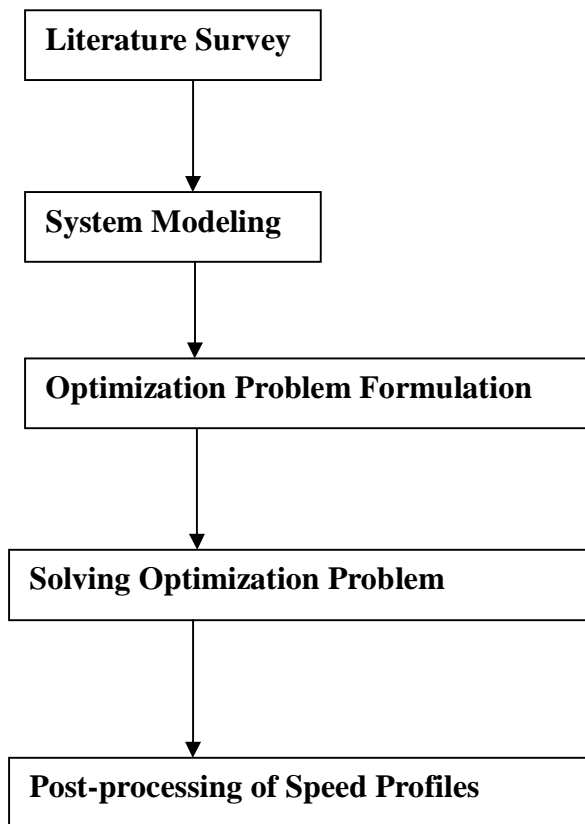 Literature Survey
System Modeling
Optimization Problem Formulation
Solving Optimization Problem
Post-processing of Speed Profiles